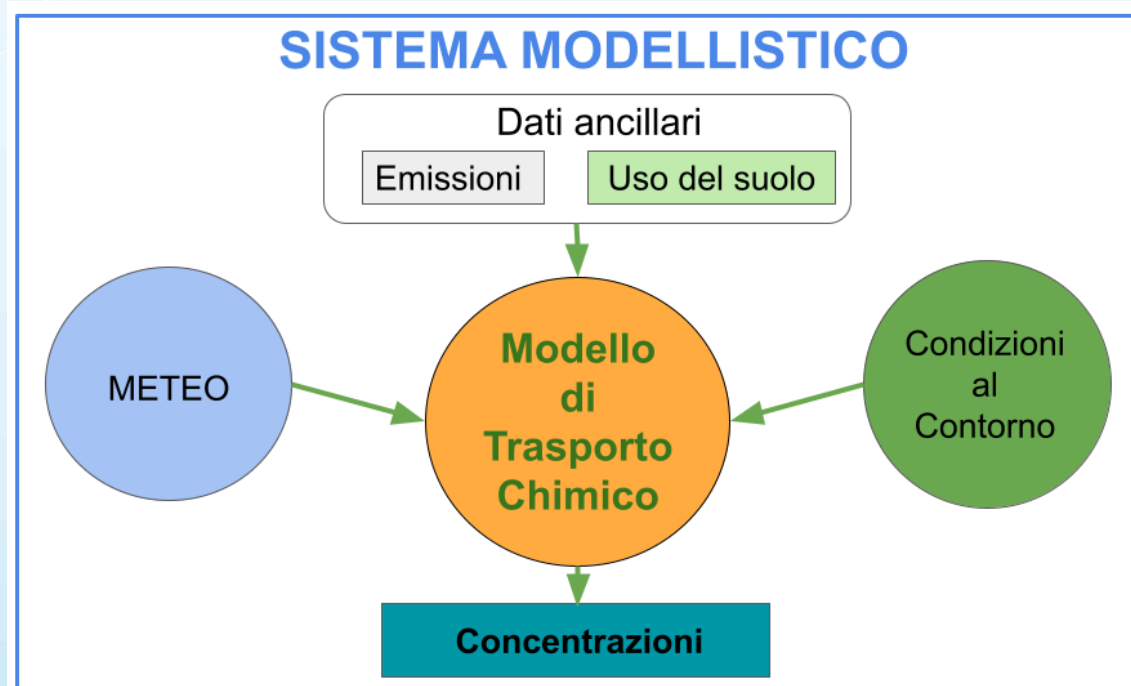 SISTEMA MODELLISTICO
Dati ancillari
Emissioni
Uso del suolo
METEO
Modello
di
Trasporto
Chimico
Condizioni
al
Contorno
Concentrazioni